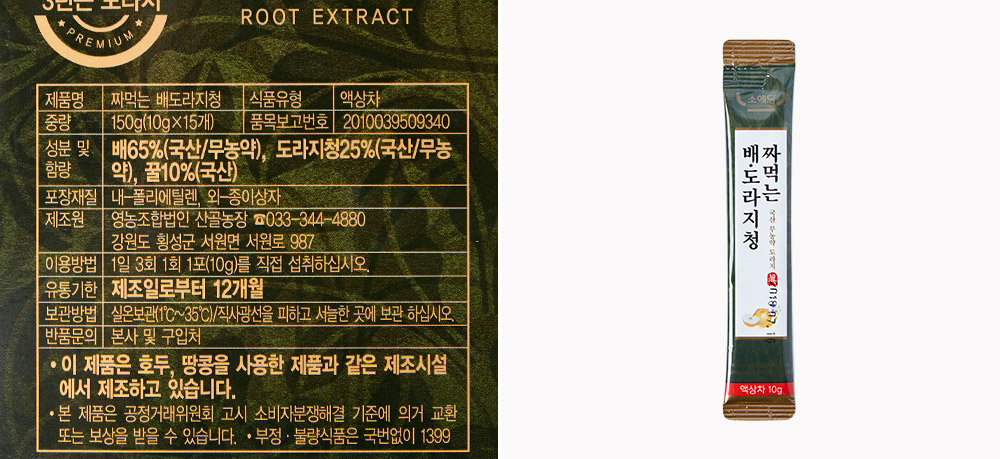 3년근 도라지
PREMIUM
ROOT EXTRACT
제품명 짜먹는 배도라지청 식품유형 액상차
중량 150g(10g×15개) 품목보고번호 2010039509340
성분 및 함량 배65%(국산/무농약), 도라지청25%(국산/무농
약), 꿀10%(국산)
포장재질 내-폴리에틸렌, 외-종이상자
제조원 영농조합법인 산골농장 ☎033-344-4880
강원도 횡성군 서원면 서원로 987
이용방법 1일 3회 1회 1포(10g)를 직접 섭취하십시오.
유통기한 제조일로부터 12개월
보관방법 실온보관(1℃~35℃)/직사광선을 피하고 서늘한 곳에 보관 하십시오.
반품문의 본사 및 구입처
• 이 제품은 호두, 땅콩을 사용한 제품과 같은 제조시설
에서 제조하고 있습니다.
• 본 제품은 공정거래위원회 고시 소비자분쟁해결 기준에 의거 교환
또는 보상을 받을 수 있습니다. • 부정·불량식품은 국번없이 1399
짜먹는
배·도라지청
국산 무농약 도라지
액상차 10g